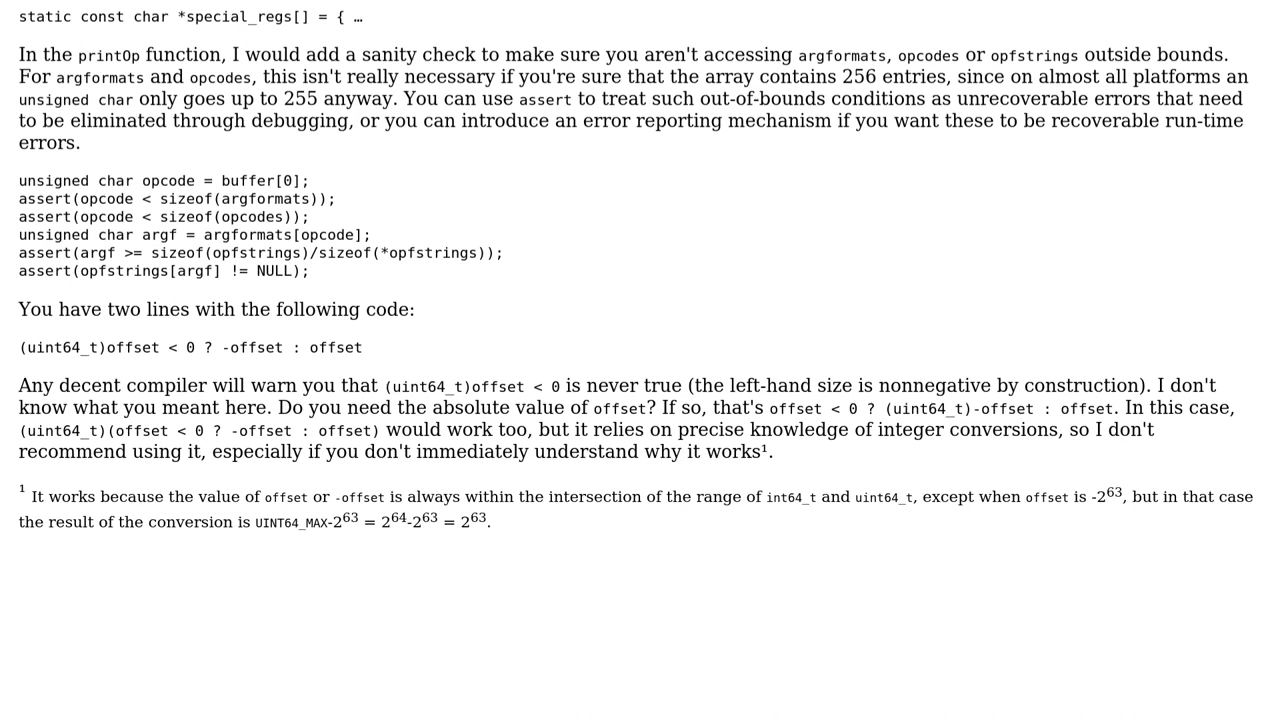 static const char *special_regs[] = { …
In the printOp function, I would add a sanity check to make sure you aren't accessing argformats, opcodes or opfstrings outside bounds.
For argformats and opcodes, this isn't really necessary if you're sure that the array contains 256 entries, since on almost all platforms an
unsigned char only goes up to 255 anyway. You can use assert to treat such out-of-bounds conditions as unrecoverable errors that need
to be eliminated through debugging, or you can introduce an error reporting mechanism if you want these to be recoverable run-time
errors.
unsigned char opcode = buffer[0];
assert(opcode < sizeof(argformats));
assert(opcode < sizeof(opcodes));
unsigned char argf = argformats[opcode];
assert(argf >= sizeof(opfstrings)/sizeof(*opfstrings));
assert(opfstrings[argf] != NULL);
You have two lines with the following code:
(uint64_t)offset < 0 ? -offset : offset
Any decent compiler will warn you that (uint64_t)offset < 0 is never true (the left-hand size is nonnegative by construction). I don't
know what you meant here. Do you need the absolute value of offset? If so, that's offset < 0 ? (uint64_t)-offset : offset. In this case,
(uint64_t)(offset < 0 ? -offset : offset) would work too, but it relies on precise knowledge of integer conversions, so I don't
recommend using it, especially if you don't immediately understand why it works¹.
¹ It works because the value of offset or -offset is always within the intersection of the range of int64_t and uint64_t, except when offset is -2⁶³, but in that case
the result of the conversion is UINT64_MAX-2⁶³ = 2⁶⁴-2⁶³ = 2⁶³.